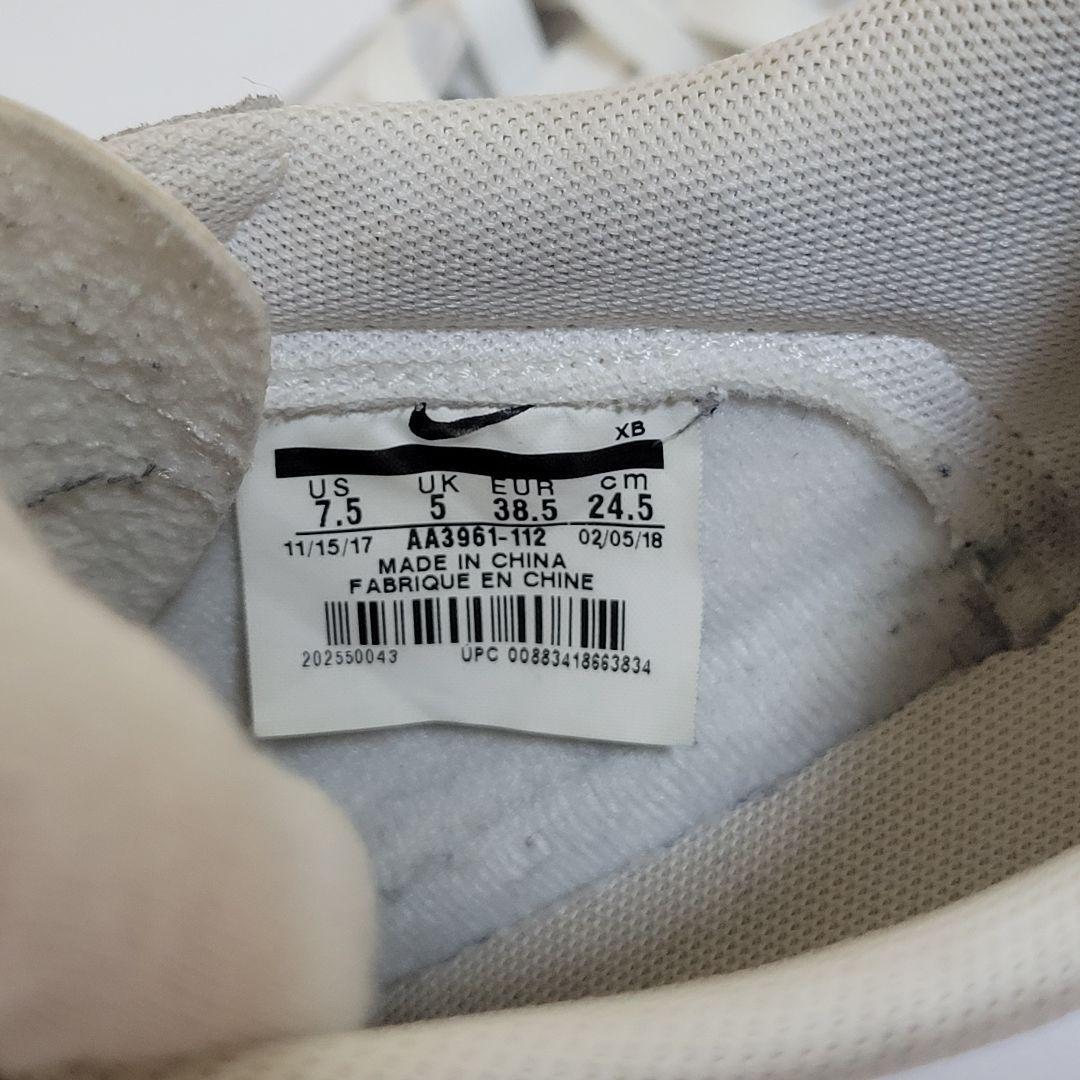 XB
US UK EUR cm
7.5 5 38.5 24.5
11/15/17 AA3961-112 02/05/18
MADE IN CHINA
FABRIQUE EN CHINE
202550043 UPC 00883418663834